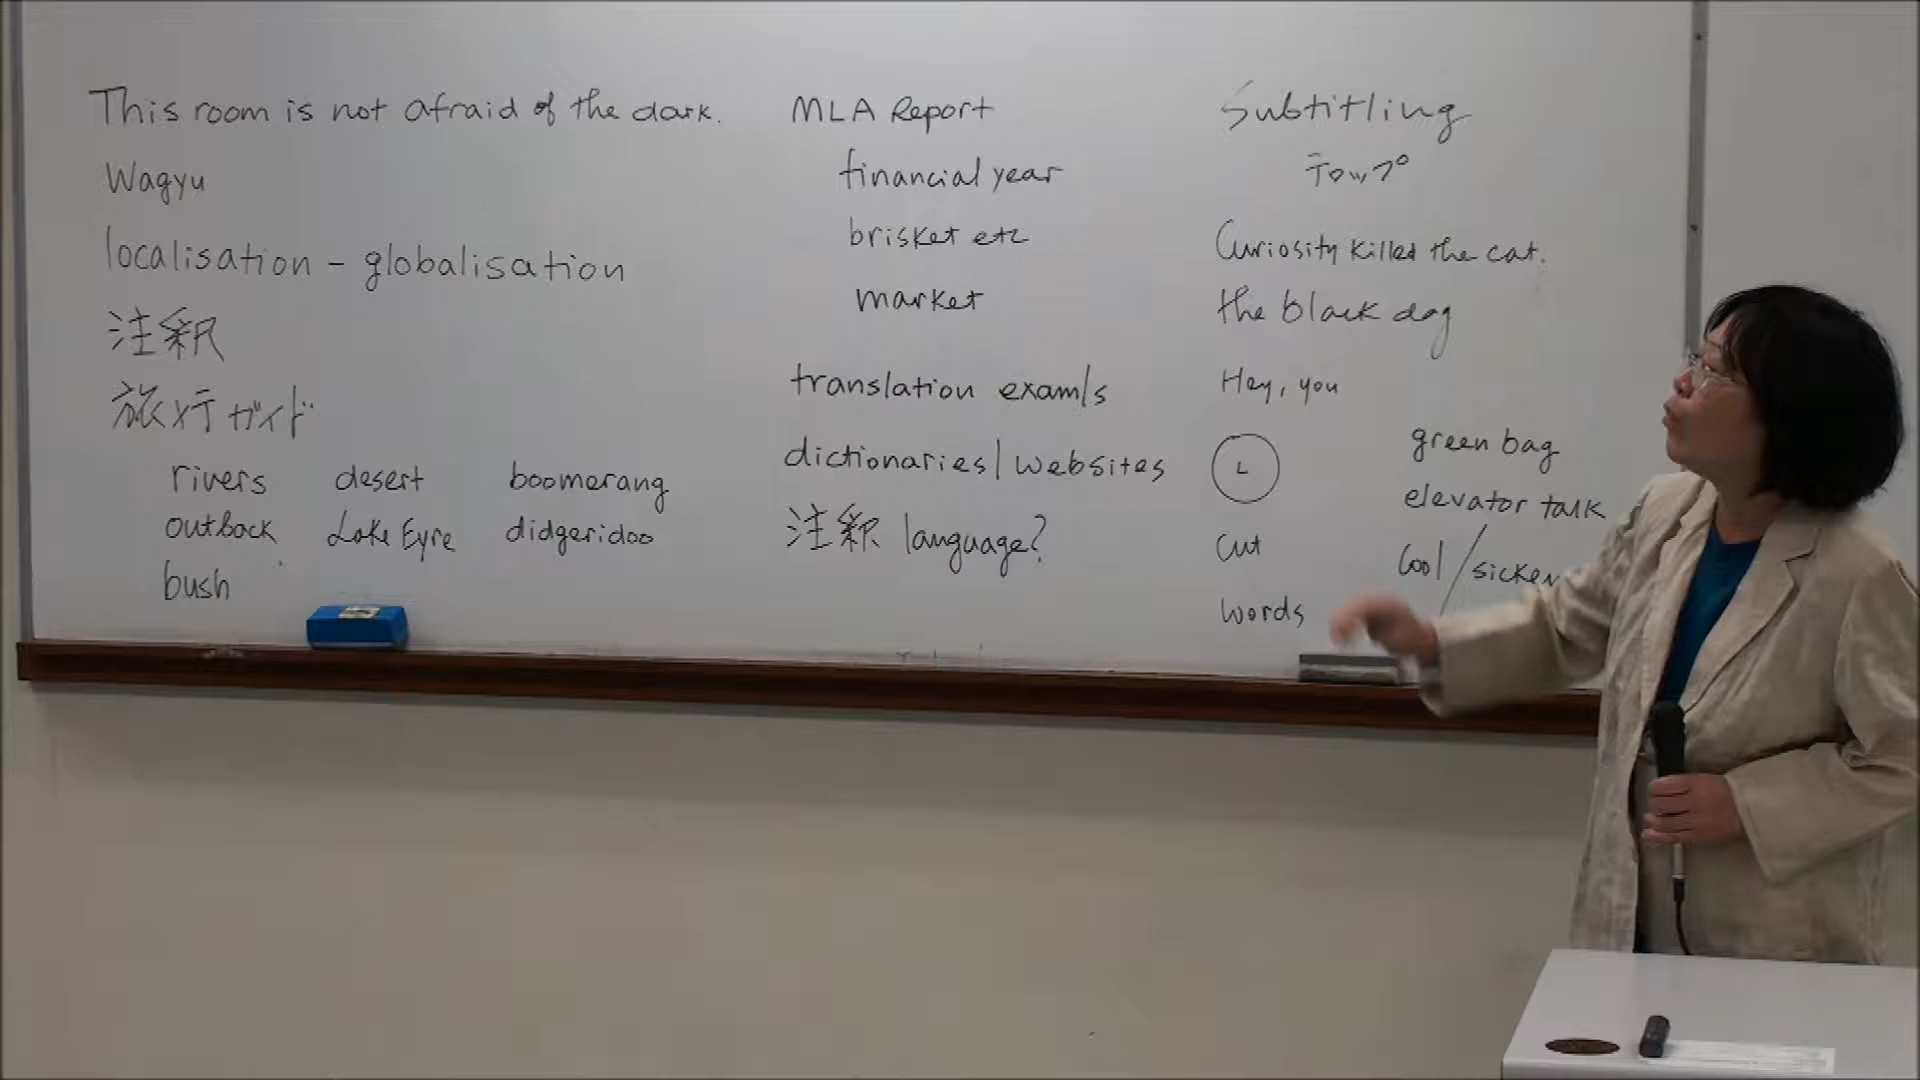 This room is not afraid of the dark.
Wagyu
localisation - globalisation
注釈
旅行ガイド
rivers desert boomerang
outback Lake Eyre didgeridoo
bush
MLA Report
financial year
brisket etc
market
translation exam/s
dictionaries/websites
注釈 language?
Subtitling
テロップ
Curiosity killed the cat.
the black dog
Hey, you
L
cut
words
green bag
elevator talk
Cool / sicken